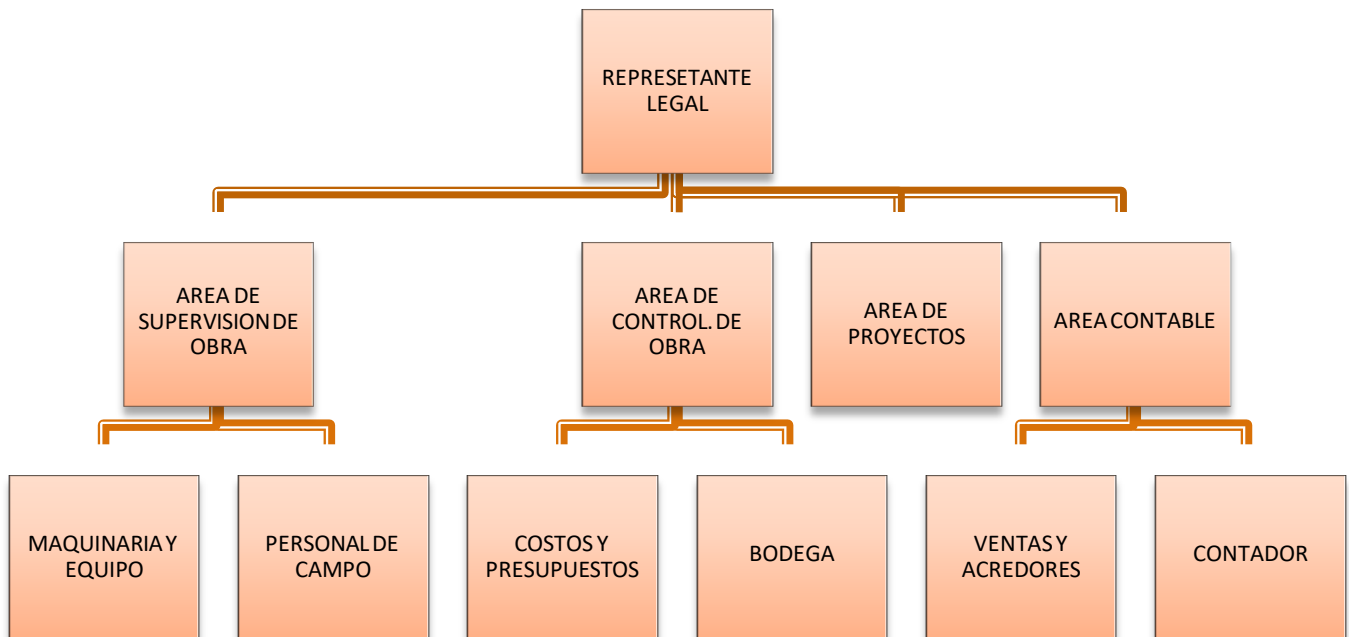 REPRESETANTE
LEGAL
AREA DE
SUPERVISION DE
OBRA
AREA DE
CONTROL. DE
OBRA
AREA DE
PROYECTOS
AREA CONTABLE
MAQUINARIA Y
EQUIPO
PERSONAL DE
CAMPO
COSTOS Y
PRESUPUESTOS
BODEGA
VENTAS Y
ACREDORES
CONTADOR